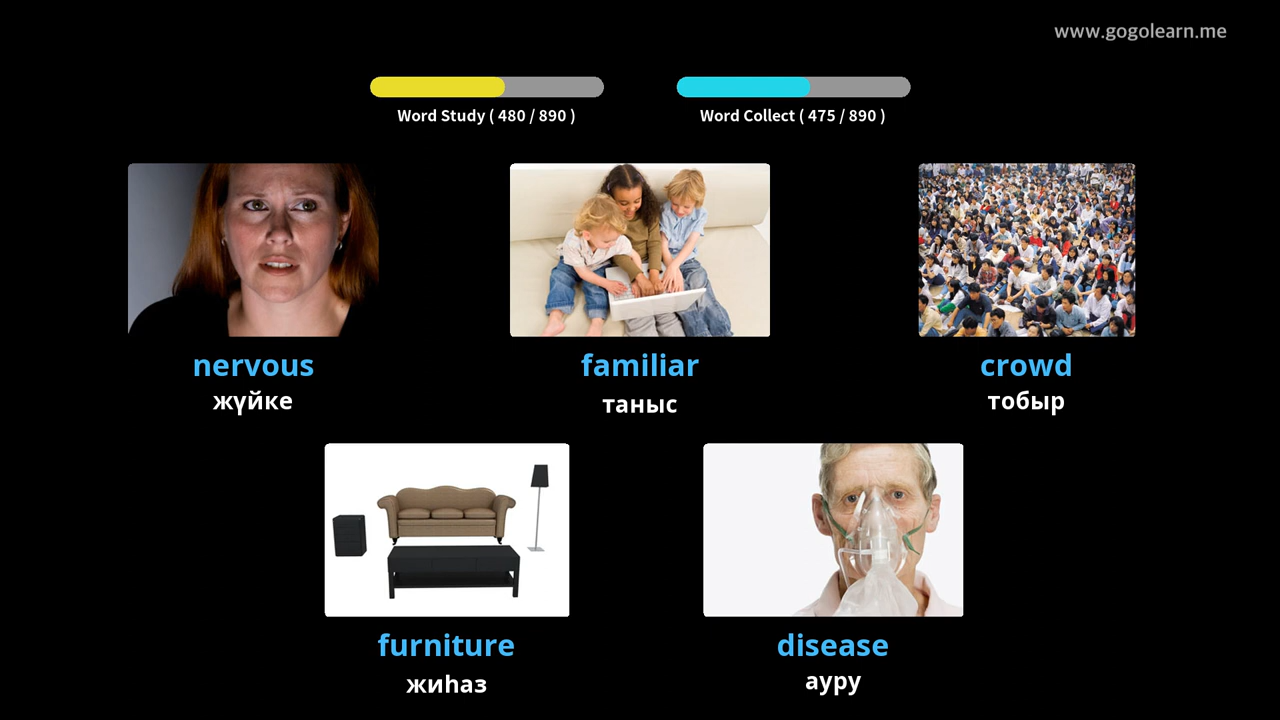 www.gogolearn.me
Word Study ( 480 / 890 )
Word Collect ( 475 / 890 )
nervous
жүйке
familiar
таныс
crowd
тобыр
furniture
жиһаз
disease
ауру